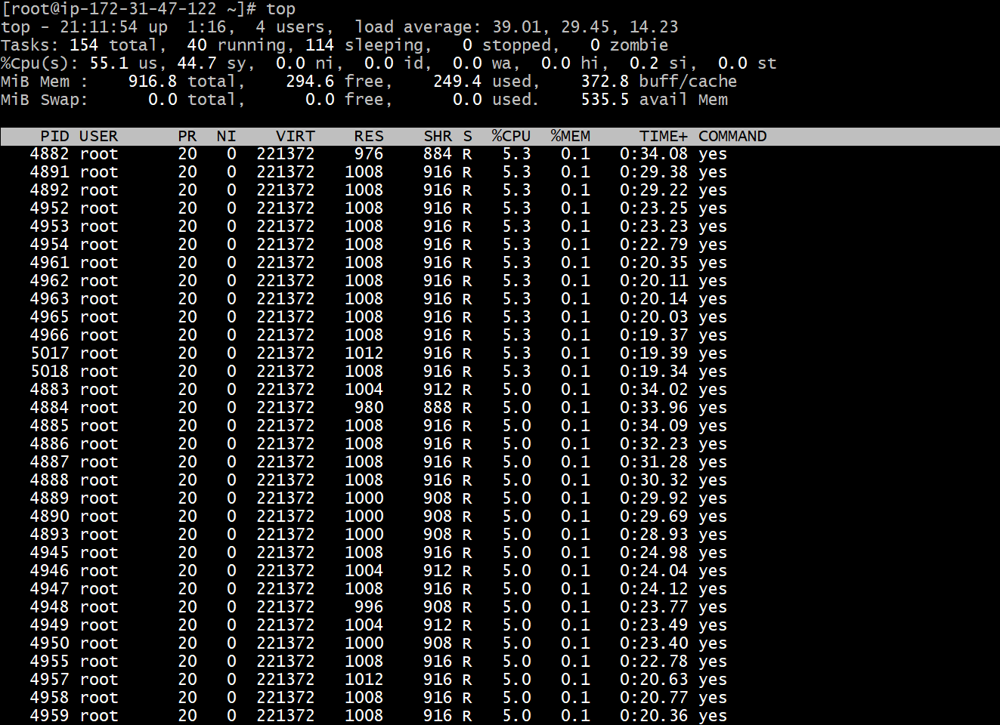 [root@ip-172-31-47-122 ~]# top
top - 21:11:54 up  1:16,  4 users,  load average: 39.01, 29.45, 14.23
Tasks: 154 total,  40 running, 114 sleeping,   0 stopped,   0 zombie
%Cpu(s): 55.1 us, 44.7 sy,  0.0 ni,  0.0 id,  0.0 wa,  0.0 hi,  0.2 si,  0.0 st
MiB Mem :    916.8 total,    294.6 free,    249.4 used,    372.8 buff/cache
MiB Swap:      0.0 total,      0.0 free,      0.0 used.    535.5 avail Mem
PID USER      PR  NI    VIRT    RES    SHR S  %CPU  %MEM     TIME+ COMMAND
4882 root      20   0  221372    976    884 R   5.3   0.1   0:34.08 yes
4891 root      20   0  221372   1008    916 R   5.3   0.1   0:29.38 yes
4892 root      20   0  221372   1008    916 R   5.3   0.1   0:29.22 yes
4952 root      20   0  221372   1008    916 R   5.3   0.1   0:23.25 yes
4953 root      20   0  221372   1008    916 R   5.3   0.1   0:23.23 yes
4954 root      20   0  221372   1008    916 R   5.3   0.1   0:22.79 yes
4961 root      20   0  221372   1008    916 R   5.3   0.1   0:20.35 yes
4962 root      20   0  221372   1008    916 R   5.3   0.1   0:20.11 yes
4963 root      20   0  221372   1008    916 R   5.3   0.1   0:20.14 yes
4965 root      20   0  221372   1008    916 R   5.3   0.1   0:20.03 yes
4966 root      20   0  221372   1008    916 R   5.3   0.1   0:19.37 yes
5017 root      20   0  221372   1012    916 R   5.3   0.1   0:19.39 yes
5018 root      20   0  221372   1008    916 R   5.3   0.1   0:19.34 yes
4883 root      20   0  221372   1004    912 R   5.0   0.1   0:34.02 yes
4884 root      20   0  221372    980    888 R   5.0   0.1   0:33.96 yes
4885 root      20   0  221372   1008    916 R   5.0   0.1   0:34.09 yes
4886 root      20   0  221372   1008    916 R   5.0   0.1   0:32.23 yes
4887 root      20   0  221372   1008    916 R   5.0   0.1   0:31.28 yes
4888 root      20   0  221372   1008    916 R   5.0   0.1   0:30.32 yes
4889 root      20   0  221372   1000    908 R   5.0   0.1   0:29.92 yes
4890 root      20   0  221372   1000    908 R   5.0   0.1   0:29.69 yes
4893 root      20   0  221372   1000    908 R   5.0   0.1   0:28.93 yes
4945 root      20   0  221372   1008    916 R   5.0   0.1   0:24.98 yes
4946 root      20   0  221372   1004    912 R   5.0   0.1   0:24.04 yes
4947 root      20   0  221372   1008    916 R   5.0   0.1   0:24.12 yes
4948 root      20   0  221372    996    908 R   5.0   0.1   0:23.77 yes
4949 root      20   0  221372   1004    912 R   5.0   0.1   0:23.49 yes
4950 root      20   0  221372   1000    908 R   5.0   0.1   0:23.40 yes
4955 root      20   0  221372   1008    916 R   5.0   0.1   0:22.78 yes
4957 root      20   0  221372   1012    916 R   5.0   0.1   0:20.63 yes
4958 root      20   0  221372   1008    916 R   5.0   0.1   0:20.77 yes
4959 root      20   0  221372   1008    916 R   5.0   0.1   0:20.36 yes